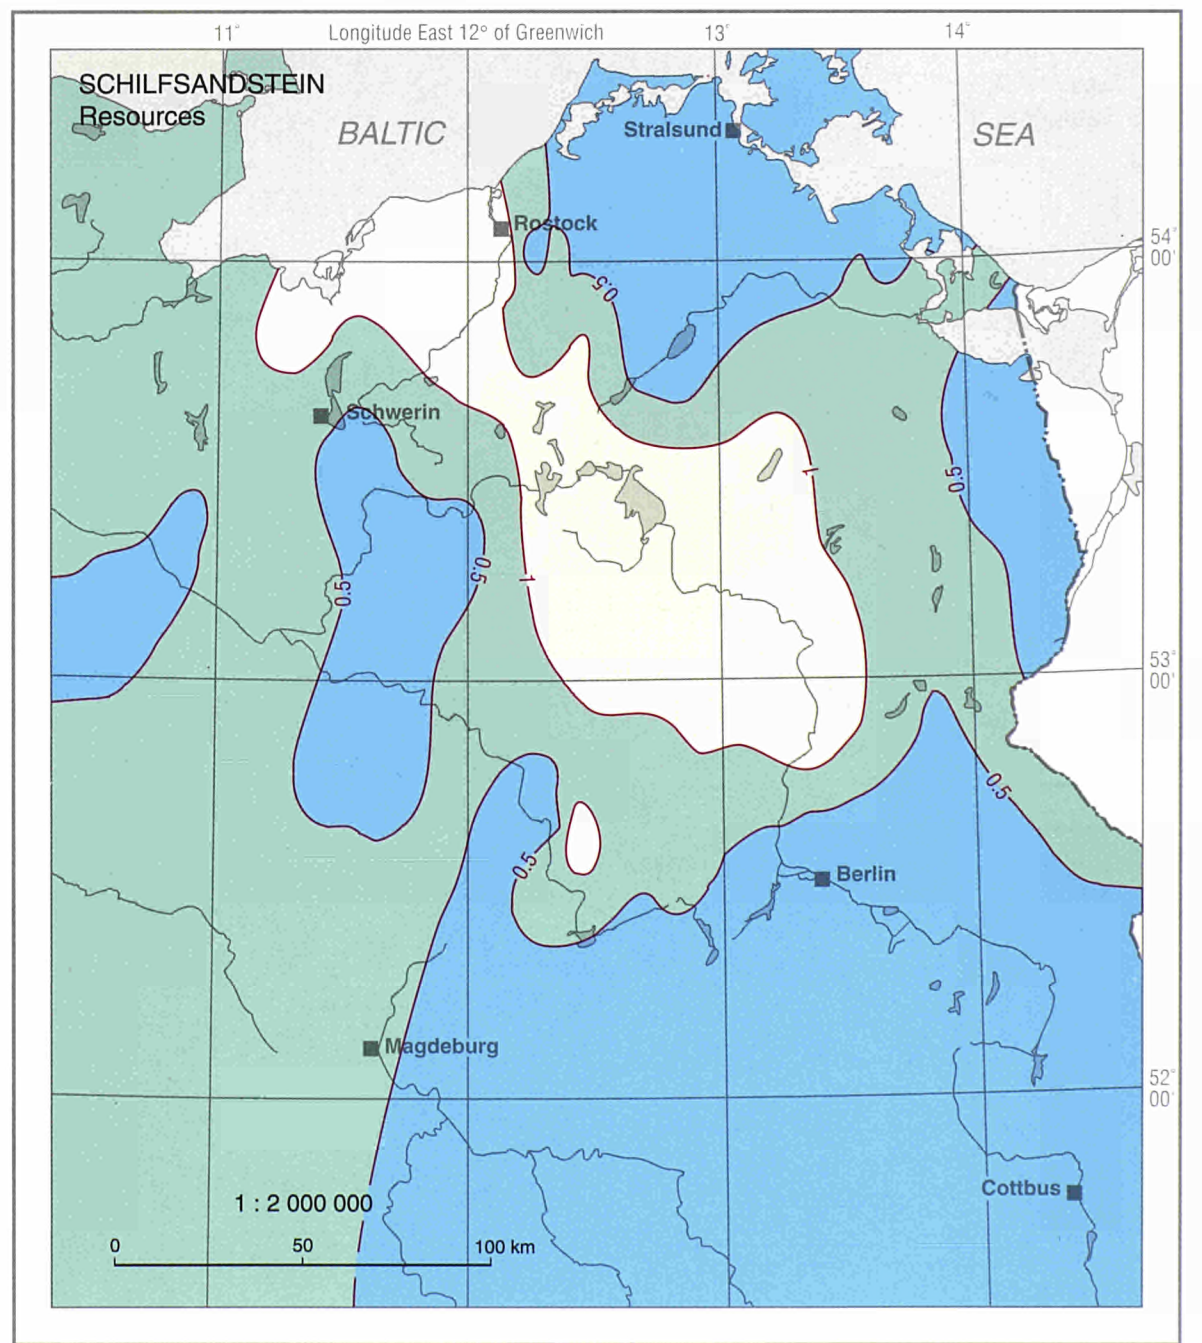 11°
Longitude East 12° of Greenwich
13°
14°
SCHILFSANDSTEIN
Resources
BALTIC
Stralsund
SEA
Rostock
54°
00'
0.5
Schwerin
1
0.5
0.5
0.5
1
53°
00'
0.5
0.5
Berlin
Magdeburg
52°
00'
Cottbus
1 : 2 000 000
0 50 100 km